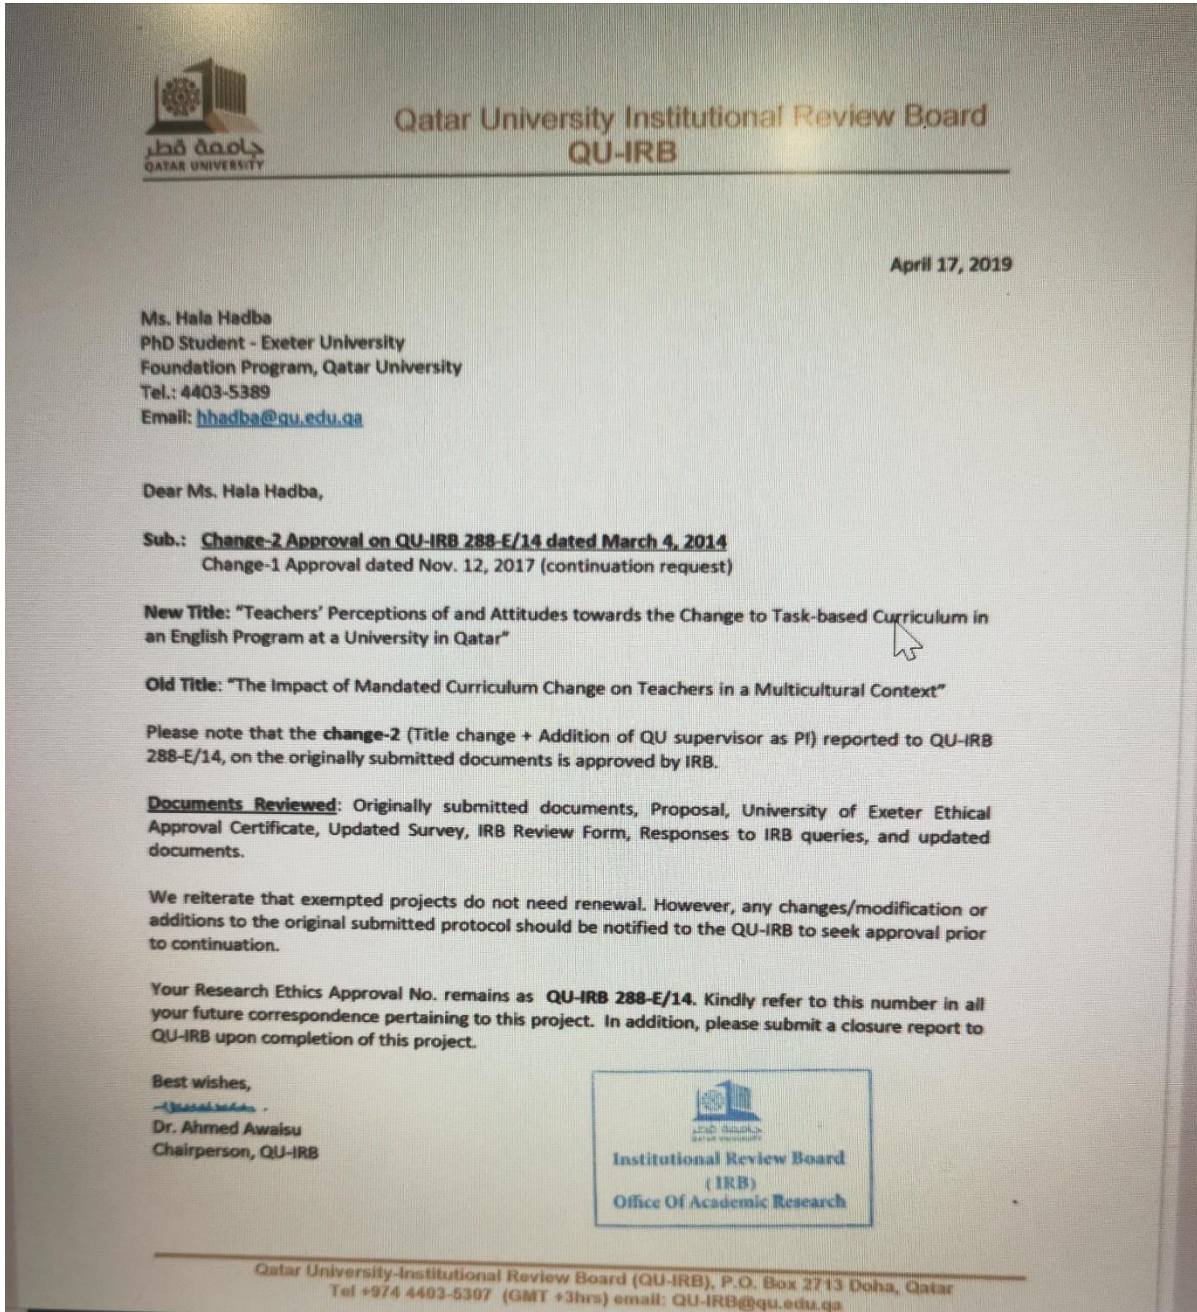 جامعة قطر
QATAR UNIVERSITY
Qatar University Institutional Review Board
QU-IRB
April 17, 2019
Ms. Hala Hadba
PhD Student - Exeter University
Foundation Program, Qatar University
Tel.: 4403-5389
Email: hhadba@qu.edu.qa
Dear Ms. Hala Hadba,
Sub.: Change-2 Approval on QU-IRB 288-E/14 dated March 4, 2014
Change-1 Approval dated Nov. 12, 2017 (continuation request)
New Title: "Teachers' Perceptions of and Attitudes towards the Change to Task-based Curriculum in
an English Program at a University in Qatar"
Old Title: "The Impact of Mandated Curriculum Change on Teachers in a Multicultural Context"
Please note that the change-2 (Title change + Addition of QU supervisor as PI) reported to QU-IRB
288-E/14, on the originally submitted documents is approved by IRB.
Documents Reviewed: Originally submitted documents, Proposal, University of Exeter Ethical
Approval Certificate, Updated Survey, IRB Review Form, Responses to IRB queries, and updated
documents.
We reiterate that exempted projects do not need renewal. However, any changes/modification or
additions to the original submitted protocol should be notified to the QU-IRB to seek approval prior
to continuation.
Your Research Ethics Approval No. remains as QU-IRB 288-E/14. Kindly refer to this number in all
your future correspondence pertaining to this project. In addition, please submit a closure report to
QU-IRB upon completion of this project.
Best wishes,
Dr. Ahmed Awaisu
Chairperson, QU-IRB
جامعة قطر
QATAR UNIVERSITY
Institutional Review Board
(IRB)
Office Of Academic Research
Qatar University-Institutional Review Board (QU-IRB), P.O. Box 2713 Doha, Qatar
Tel +974 4403-5307 (GMT +3hrs) email: QU-IRB@qu.edu.qa